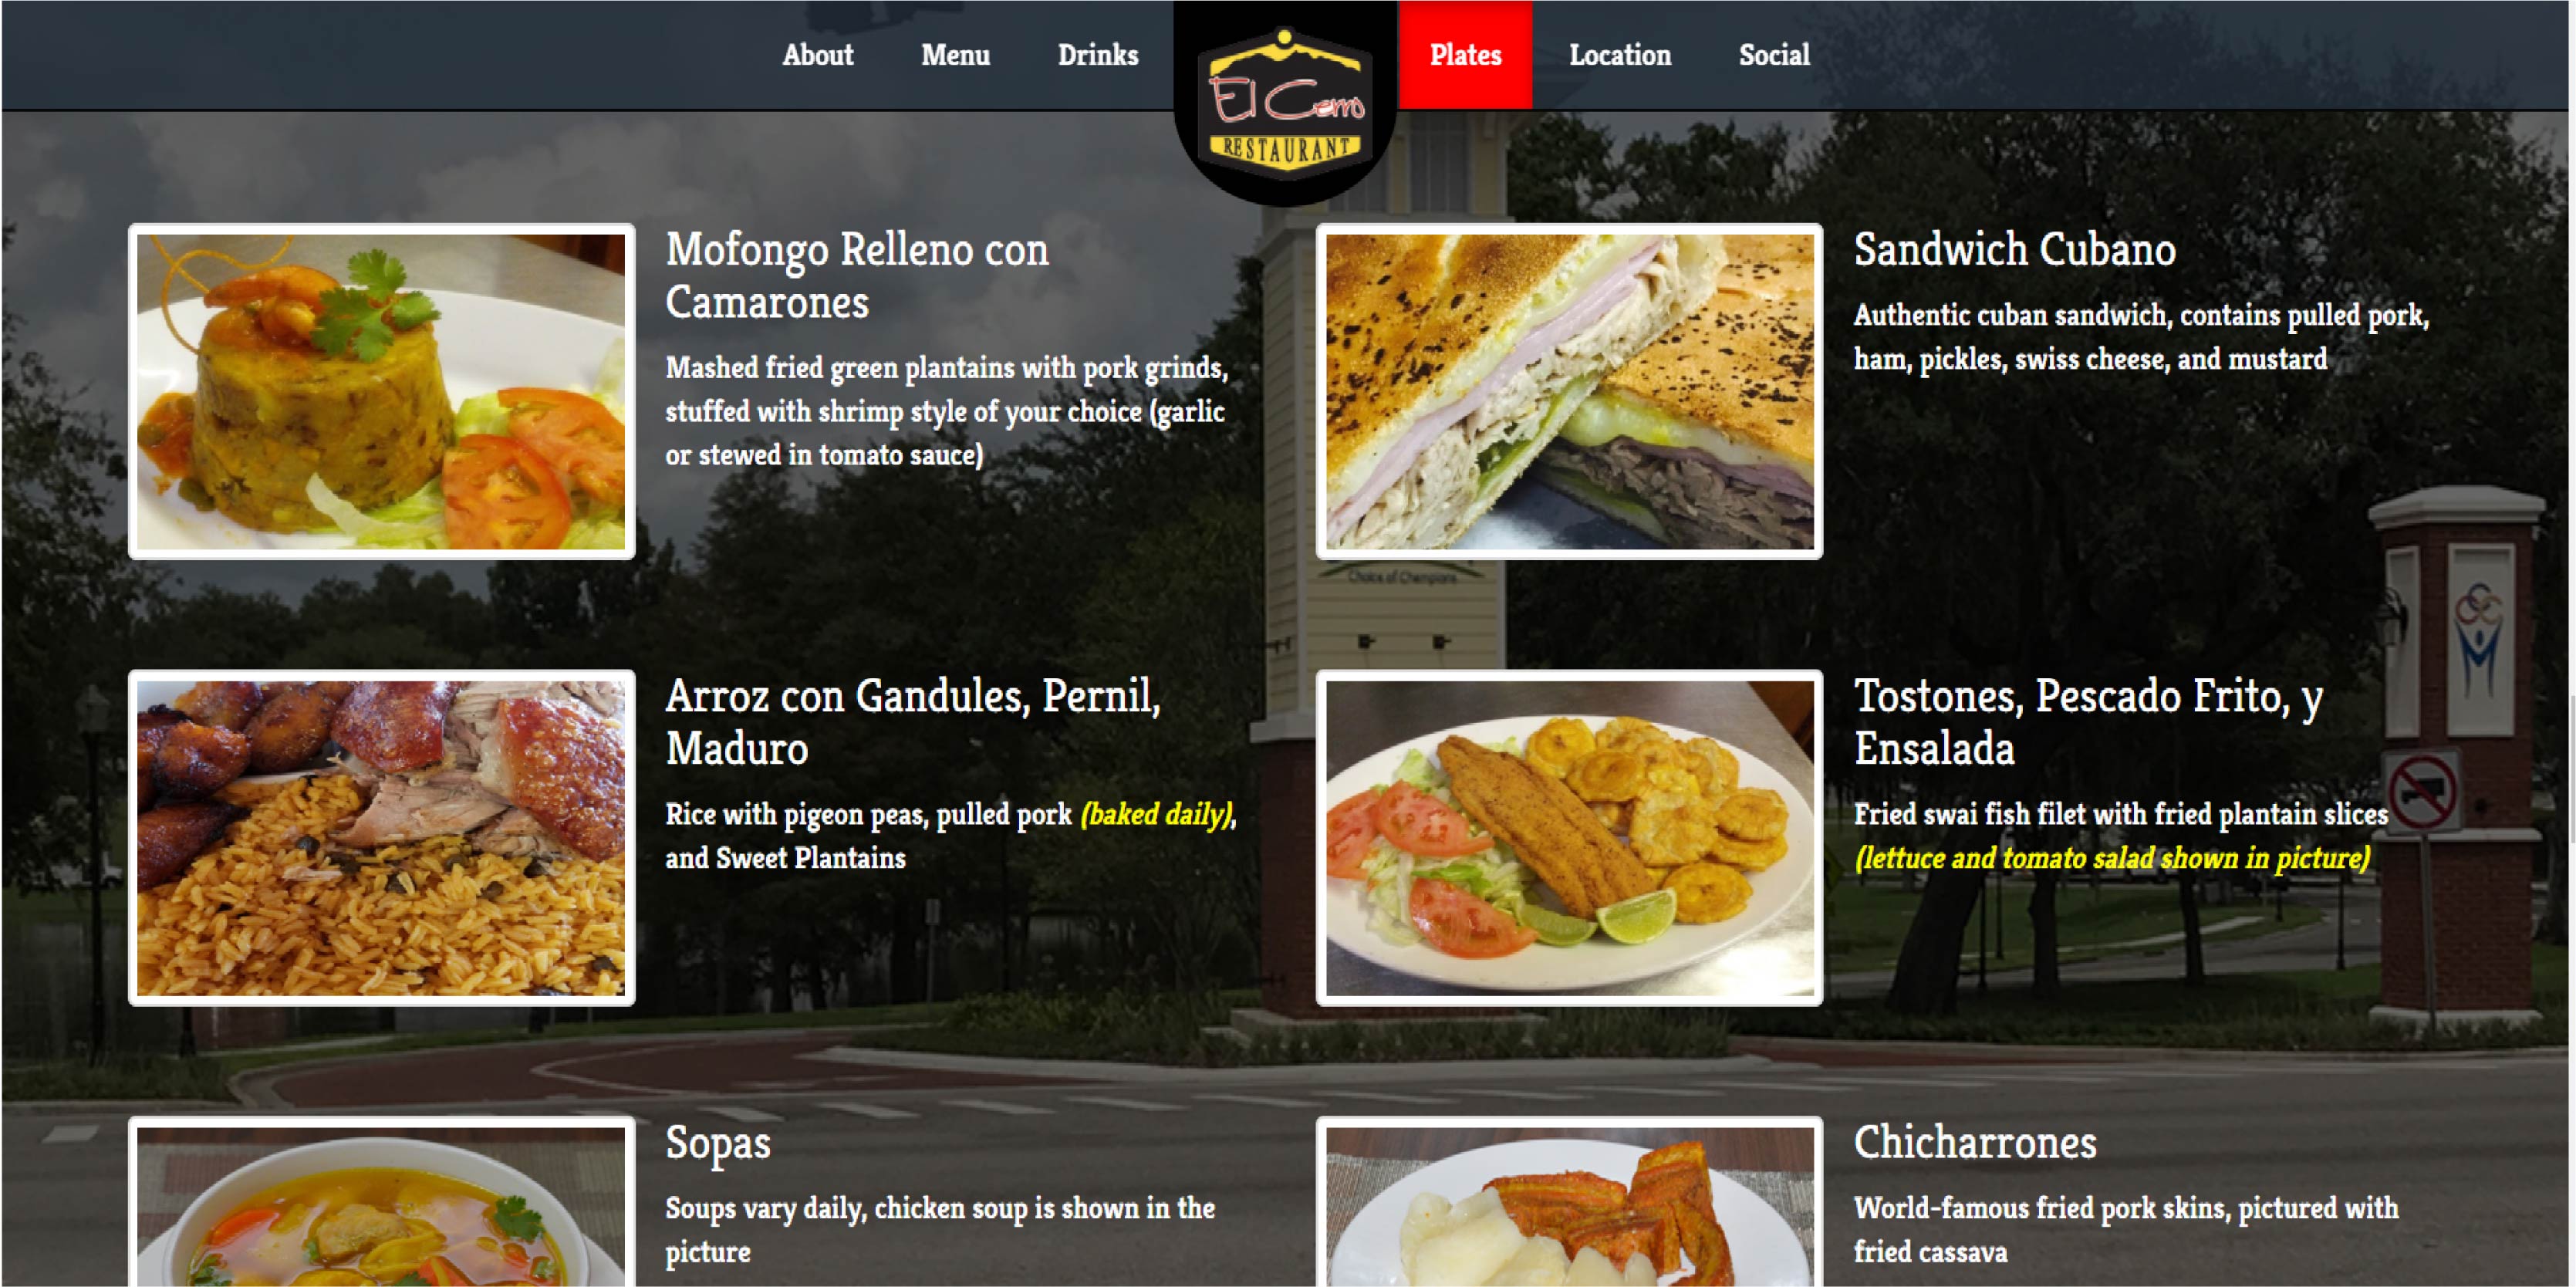 About
Menu
Drinks
El Cerro
RESTAURANT
Plates
Location
Social
Mofongo Relleno con
Camarones
Mashed fried green plantains with pork grinds,
stuffed with shrimp style of your choice (garlic
or stewed in tomato sauce)
Sandwich Cubano
Authentic cuban sandwich, contains pulled pork,
ham, pickles, swiss cheese, and mustard
Choice of Champions
Arroz con Gandules, Pernil,
Maduro
Rice with pigeon peas, pulled pork (baked daily),
and Sweet Plantains
Tostones, Pescado Frito, y
Ensalada
Fried swai fish filet with fried plantain slices
(lettuce and tomato salad shown in picture)
Sopas
Soups vary daily, chicken soup is shown in the
picture
Chicharrones
World-famous fried pork skins, pictured with
fried cassava